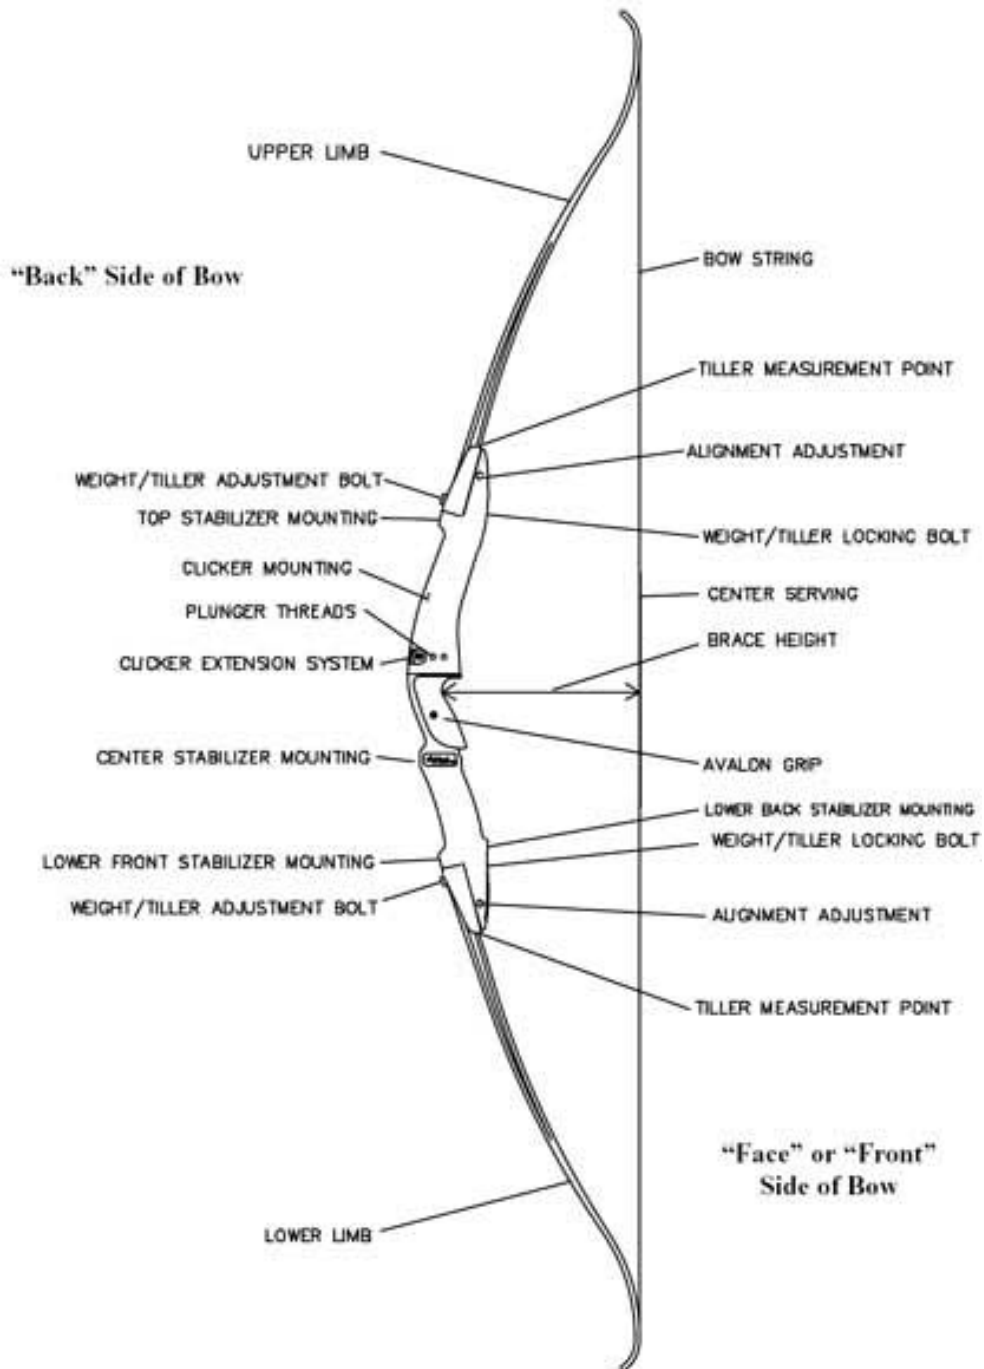 UPPER LIMB
"Back" Side of Bow
BOW STRING
TILLER MEASUREMENT POINT
ALIGNMENT ADJUSTMENT
WEIGHT/TILLER ADJUSTMENT BOLT
TOP STABILIZER MOUNTING
WEIGHT/TILLER LOCKING BOLT
CLICKER MOUNTING
CENTER SERVING
PLUNGER THREADS
BRACE HEIGHT
CLICKER EXTENSION SYSTEM
CENTER STABILIZER MOUNTING
AVALON GRIP
LOWER BACK STABILIZER MOUNTING
WEIGHT/TILLER LOCKING BOLT
LOWER FRONT STABILIZER MOUNTING
WEIGHT/TILLER ADJUSTMENT BOLT
ALIGNMENT ADJUSTMENT
TILLER MEASUREMENT POINT
"Face" or "Front"
Side of Bow
LOWER LIMB